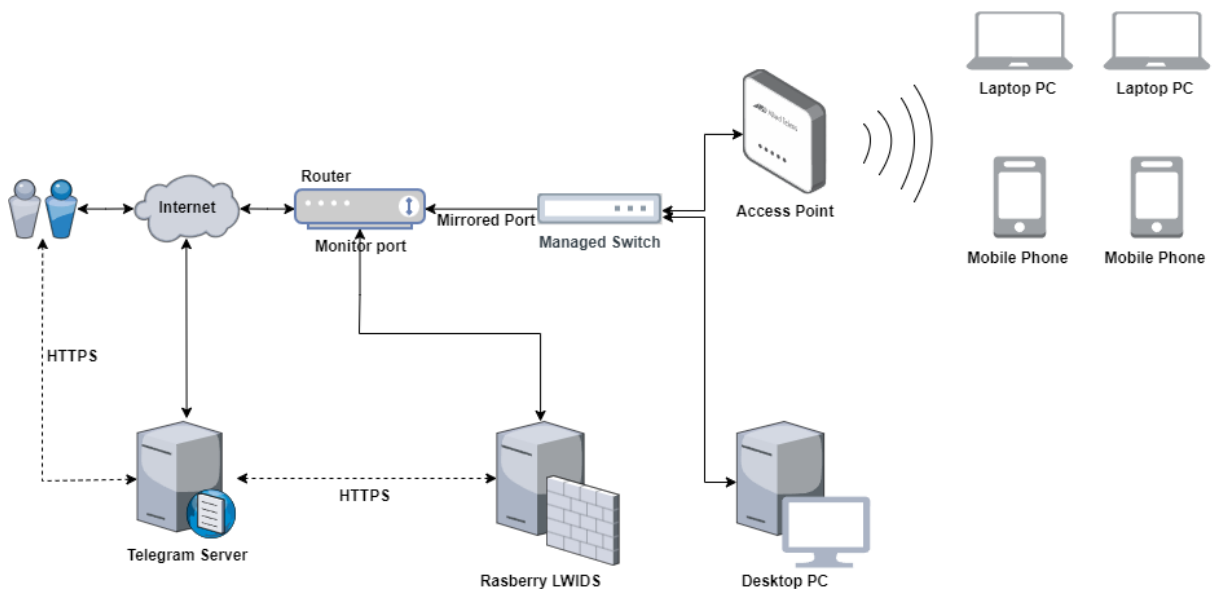 Laptop PC
Laptop PC
Router
Internet
Mirrored Port
Monitor port
Managed Switch
Access Point
Mobile Phone
Mobile Phone
HTTPS
HTTPS
Telegram Server
Rasberry LWIDS
Desktop PC